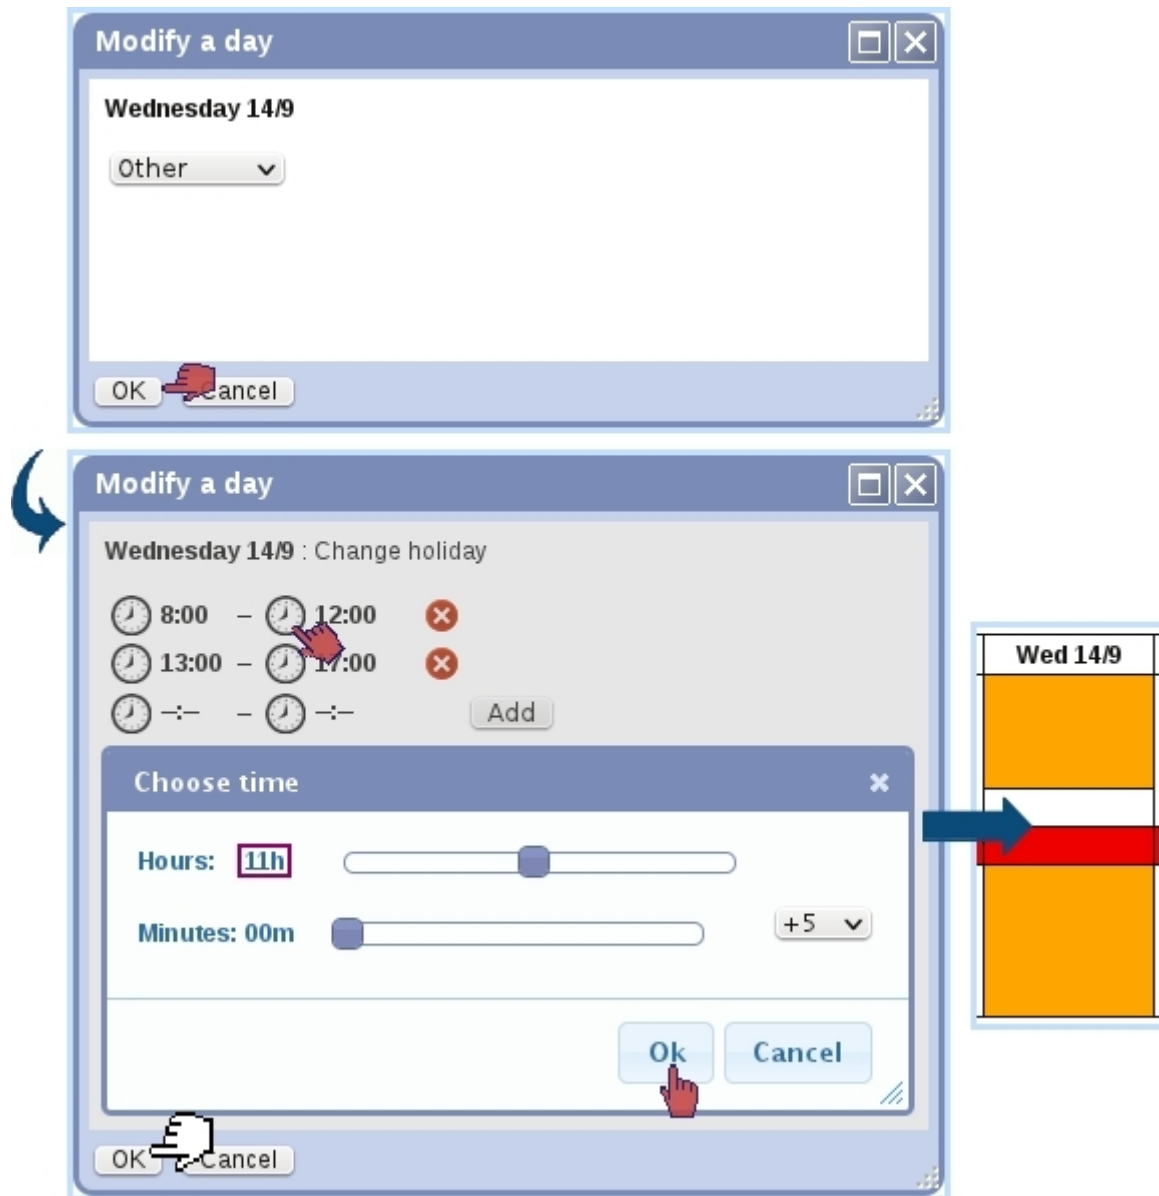 Modify a day
Wednesday 14/9
Other
OK Cancel
Modify a day
Wednesday 14/9 : Change holiday
8:00 – 12:00
13:00 – 17:00
–:– – –:– Add
Choose time
Hours: 11h
Minutes: 00m +5
Ok Cancel
OK Cancel
Wed 14/9